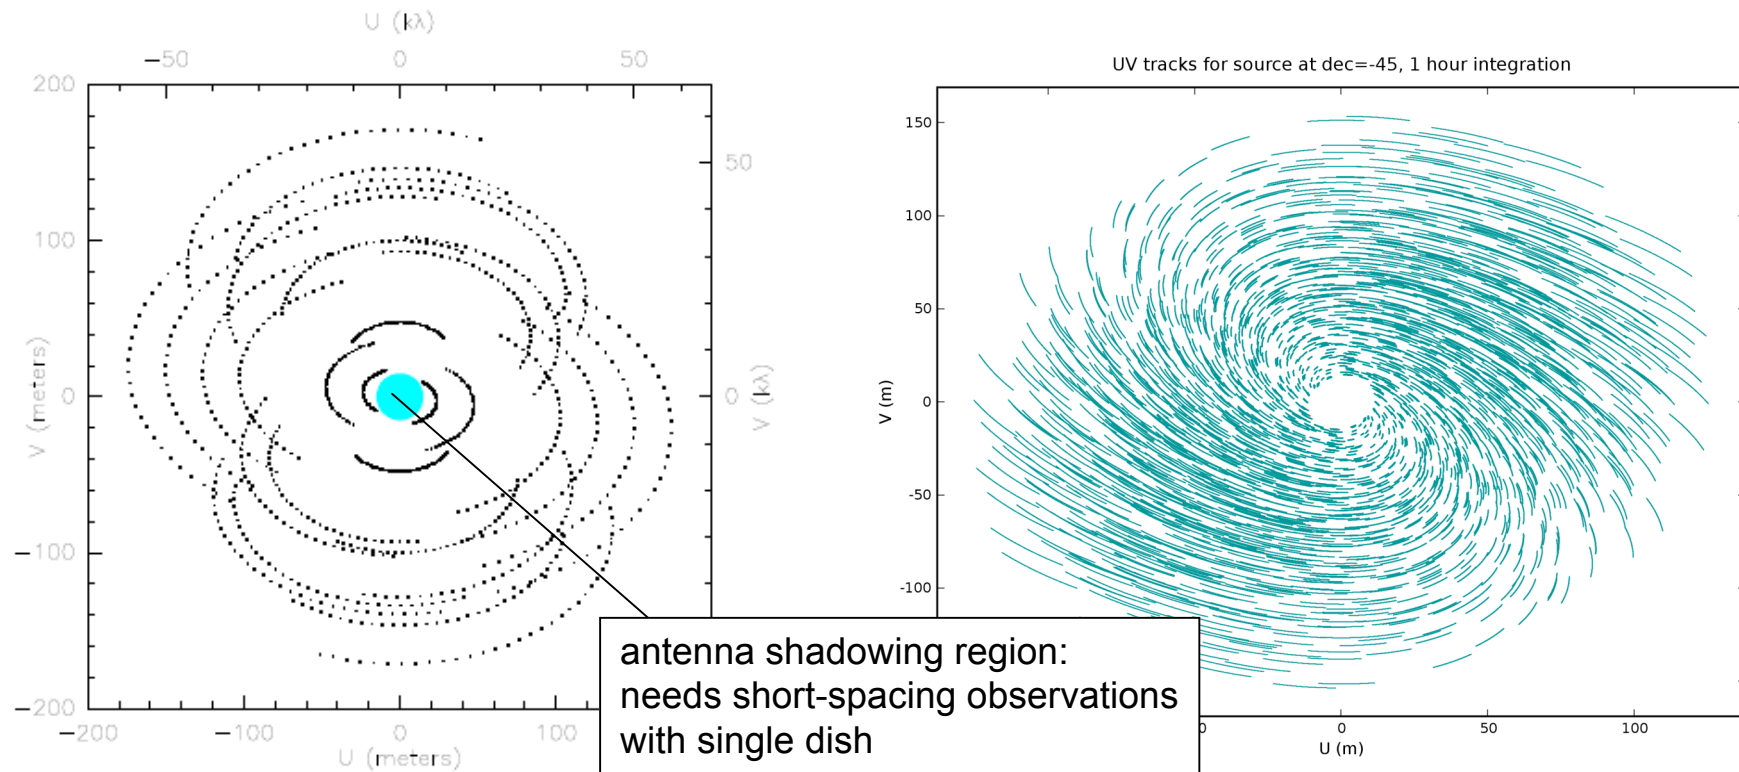 U (kλ)
−50 0 50
200
100
0
−100
−200
V (meters)
50
0
V (kλ)
−200 −100 0 100
U (meters)
UV tracks for source at dec=-45, 1 hour integration
150
100
50
0
-50
-100
V (m)
0 0 50 100
U (m)
antenna shadowing region:
needs short-spacing observations
with single dish